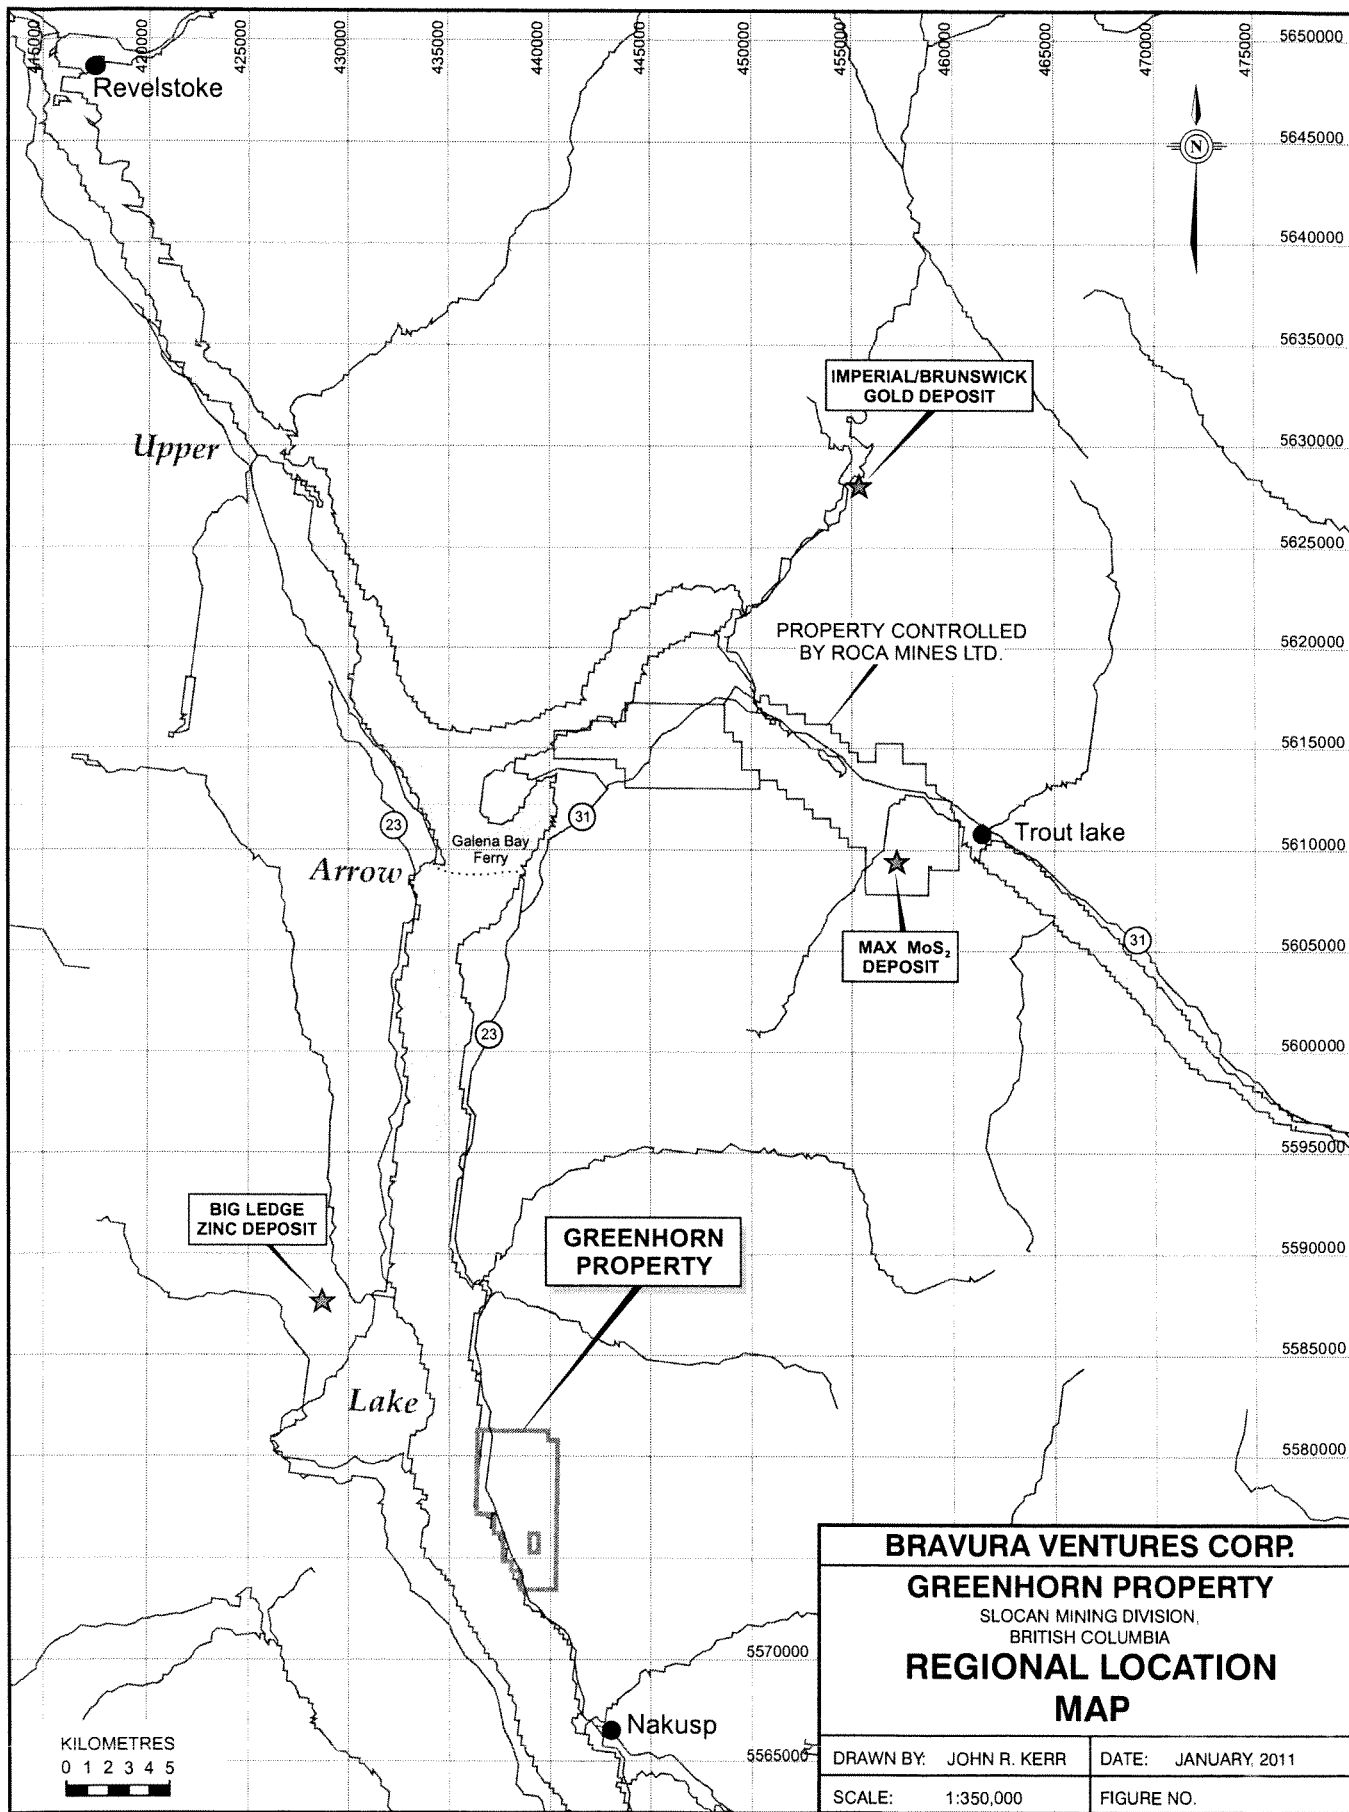 415000
420000
425000
430000
435000
440000
445000
450000
455000
460000
465000
470000
475000
5650000
Revelstoke
N
5645000
5640000
5635000
IMPERIAL/BRUNSWICK
GOLD DEPOSIT
Upper
5630000
5625000
PROPERTY CONTROLLED
BY ROCA MINES LTD.
5620000
5615000
23
31
Galena Bay
Ferry
Trout lake
Arrow
5610000
31
MAX MoS₂
DEPOSIT
5605000
23
5600000
5595000
BIG LEDGE
ZINC DEPOSIT
GREENHORN
PROPERTY
5590000
5585000
Lake
5580000
BRAVURA VENTURES CORP.
GREENHORN PROPERTY
SLOCAN MINING DIVISION,
BRITISH COLUMBIA
REGIONAL LOCATION
MAP
5570000
Nakusp
5565000
KILOMETRES
0 1 2 3 4 5
DRAWN BY: JOHN R. KERR
DATE: JANUARY, 2011
SCALE: 1:350,000
FIGURE NO.